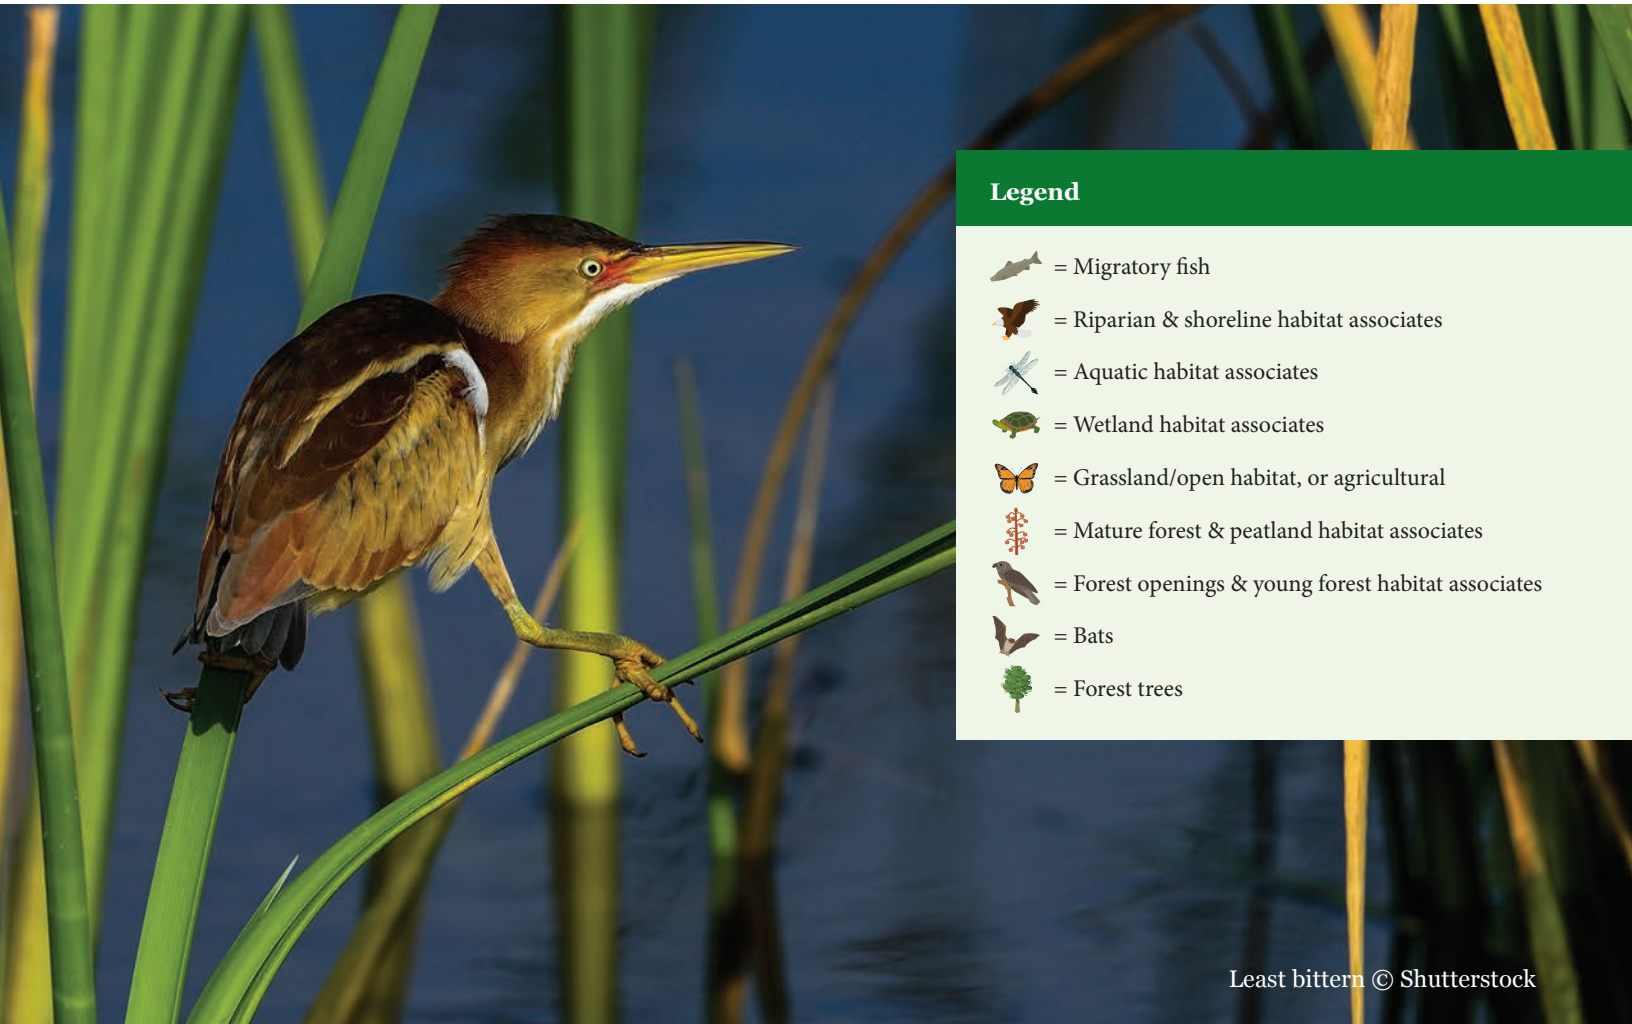 Legend
= Migratory fish
= Riparian & shoreline habitat associates
= Aquatic habitat associates
= Wetland habitat associates
= Grassland/open habitat, or agricultural
= Mature forest & peatland habitat associates
= Forest openings & young forest habitat associates
= Bats
= Forest trees
Least bittern © Shutterstock